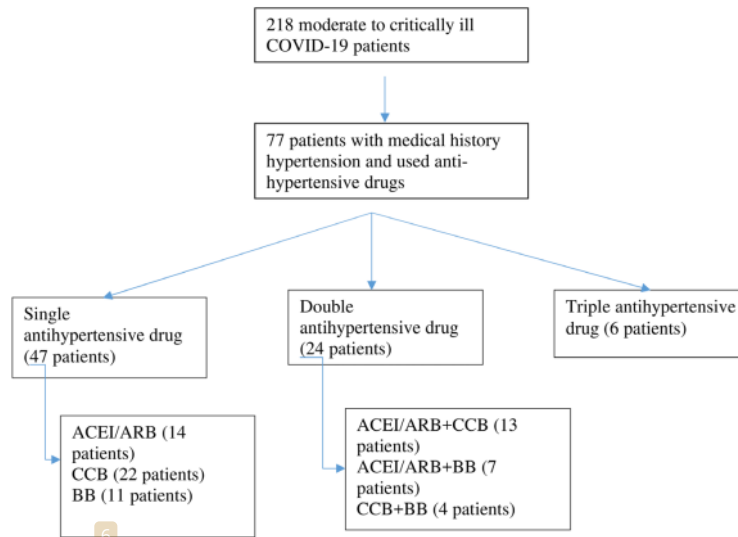 218 moderate to critically ill
COVID-19 patients
77 patients with medical history
hypertension and used anti-
hypertensive drugs
Single
antihypertensive drug
(47 patients)
Double
antihypertensive drug
(24 patients)
Triple antihypertensive
drug (6 patients)
ACEI/ARB (14
patients)
CCB (22 patients)
BB (11 patients)
ACEI/ARB+CCB (13
patients)
ACEI/ARB+BB (7
patients)
CCB+BB (4 patients)
6